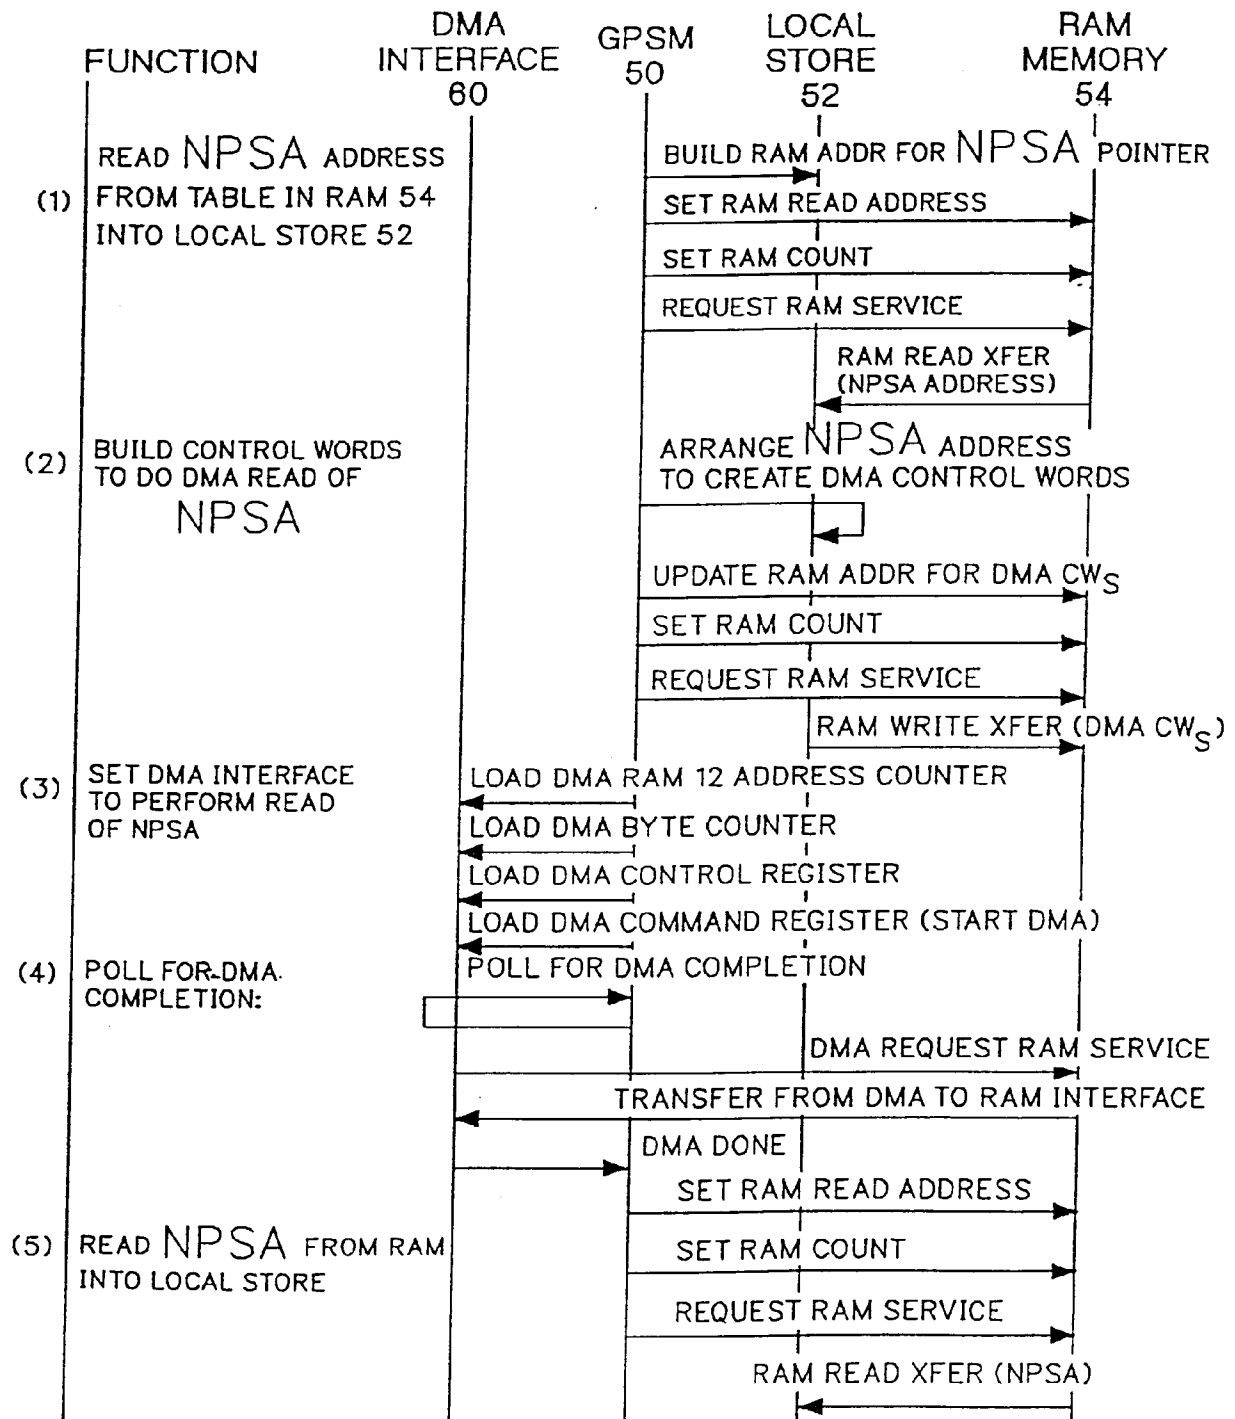 FUNCTION
DMA
INTERFACE
60
GPSM
50
LOCAL
STORE
52
RAM
MEMORY
54
(1)
READ NPSA ADDRESS
FROM TABLE IN RAM 54
INTO LOCAL STORE 52
BUILD RAM ADDR FOR NPSA POINTER
SET RAM READ ADDRESS
SET RAM COUNT
REQUEST RAM SERVICE
RAM READ XFER
(NPSA ADDRESS)
(2)
BUILD CONTROL WORDS
TO DO DMA READ OF
NPSA
ARRANGE NPSA ADDRESS
TO CREATE DMA CONTROL WORDS
UPDATE RAM ADDR FOR DMA CWS
SET RAM COUNT
REQUEST RAM SERVICE
RAM WRITE XFER (DMA CWS)
(3)
SET DMA INTERFACE
TO PERFORM READ
OF NPSA
LOAD DMA RAM 12 ADDRESS COUNTER
LOAD DMA BYTE COUNTER
LOAD DMA CONTROL REGISTER
LOAD DMA COMMAND REGISTER (START DMA)
(4)
POLL FOR-DMA
COMPLETION:
POLL FOR DMA COMPLETION
DMA REQUEST RAM SERVICE
TRANSFER FROM DMA TO RAM INTERFACE
DMA DONE
SET RAM READ ADDRESS
(5)
READ NPSA FROM RAM
INTO LOCAL STORE
SET RAM COUNT
REQUEST RAM SERVICE
RAM READ XFER (NPSA)